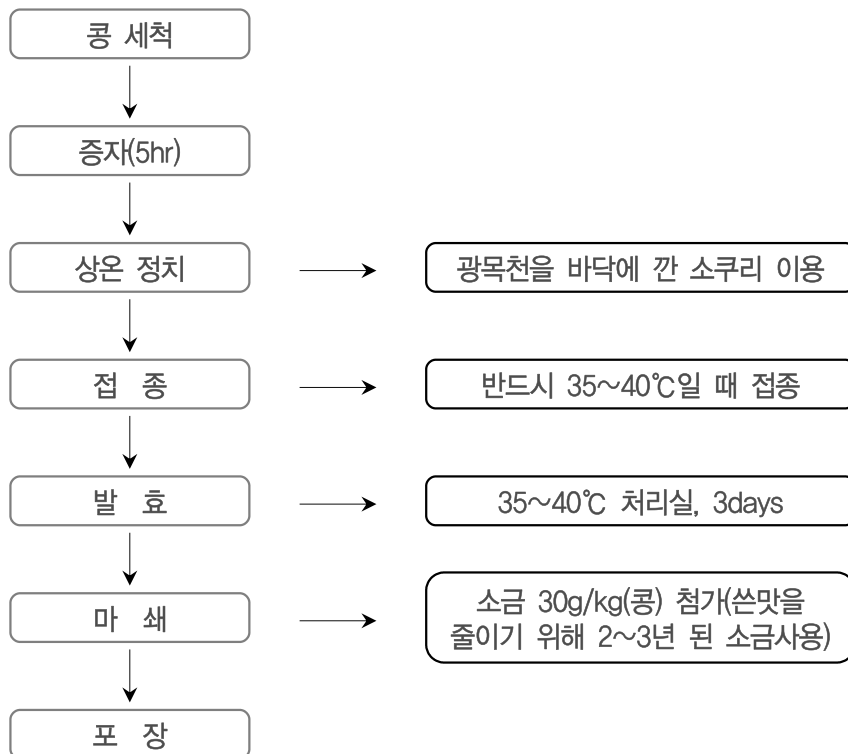 콩 세척
증자(5hr)
상온 정치
광목천을 바닥에 깐 소쿠리 이용
접 종
반드시 35~40℃일 때 접종
발 효
35~40℃ 처리실, 3days
마 쇄
소금 30g/kg(콩) 첨가(쓴맛을
줄이기 위해 2~3년 된 소금사용)
포 장